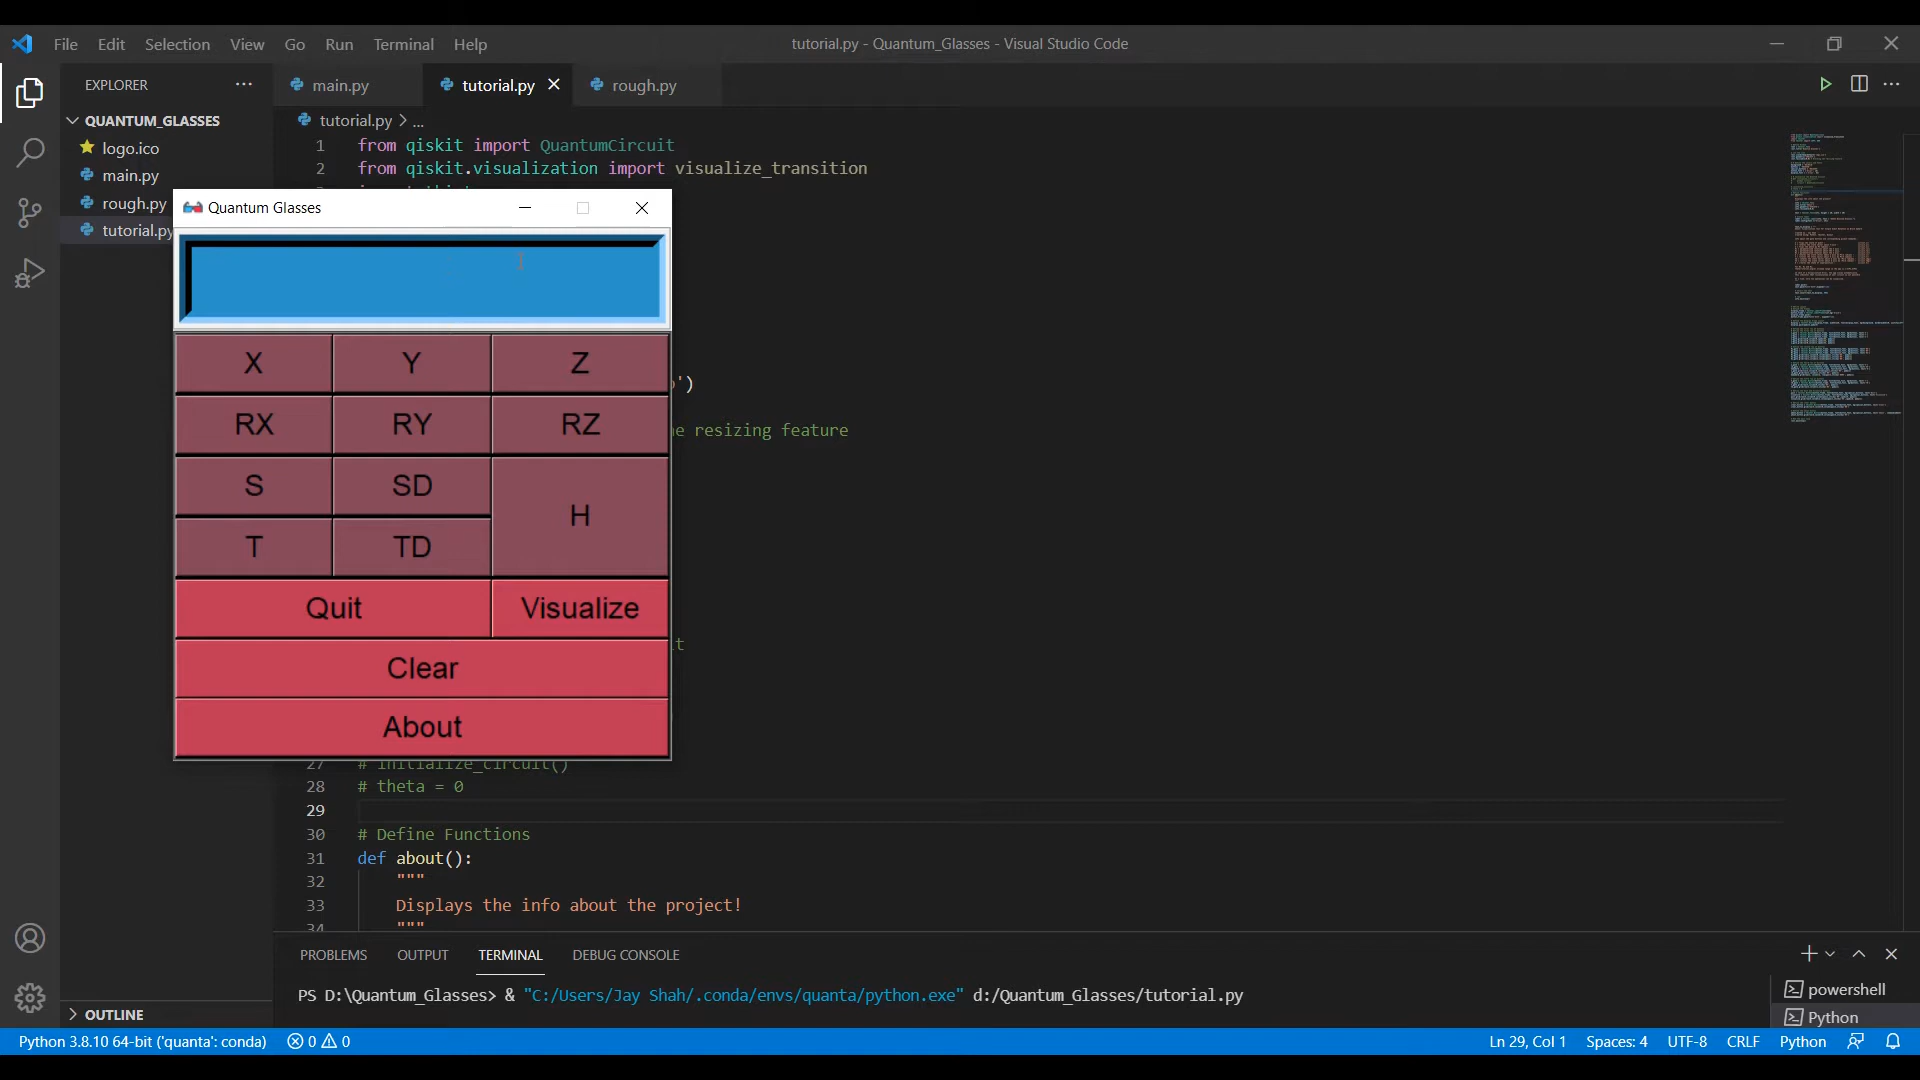 File Edit Selection View Go Run Terminal Help
tutorial.py - Quantum_Glasses - Visual Studio Code
EXPLORER
main.py
tutorial.py
rough.py
QUANTUM_GLASSES
logo.ico
main.py
rough.py
tutorial.py
tutorial.py > ...
1 from qiskit import QuantumCircuit
2 from qiskit.visualization import visualize_transition
Quantum Glasses
X Y Z
RX RY RZ
S SD H
T TD
Quit Visualize
Clear
About
')
resizing feature
27 # initialize_circuit()
28 # theta = 0
29
30 # Define Functions
31 def about():
32 """
33 Displays the info about the project!
34 """
PROBLEMS OUTPUT TERMINAL DEBUG CONSOLE
PS D:\Quantum_Glasses> & "C:/Users/Jay Shah/.conda/envs/quanta/python.exe" d:/Quantum_Glasses/tutorial.py
powershell
Python
OUTLINE
Python 3.8.10 64-bit ('quanta': conda) 0 0
Ln 29, Col 1 Spaces: 4 UTF-8 CRLF Python